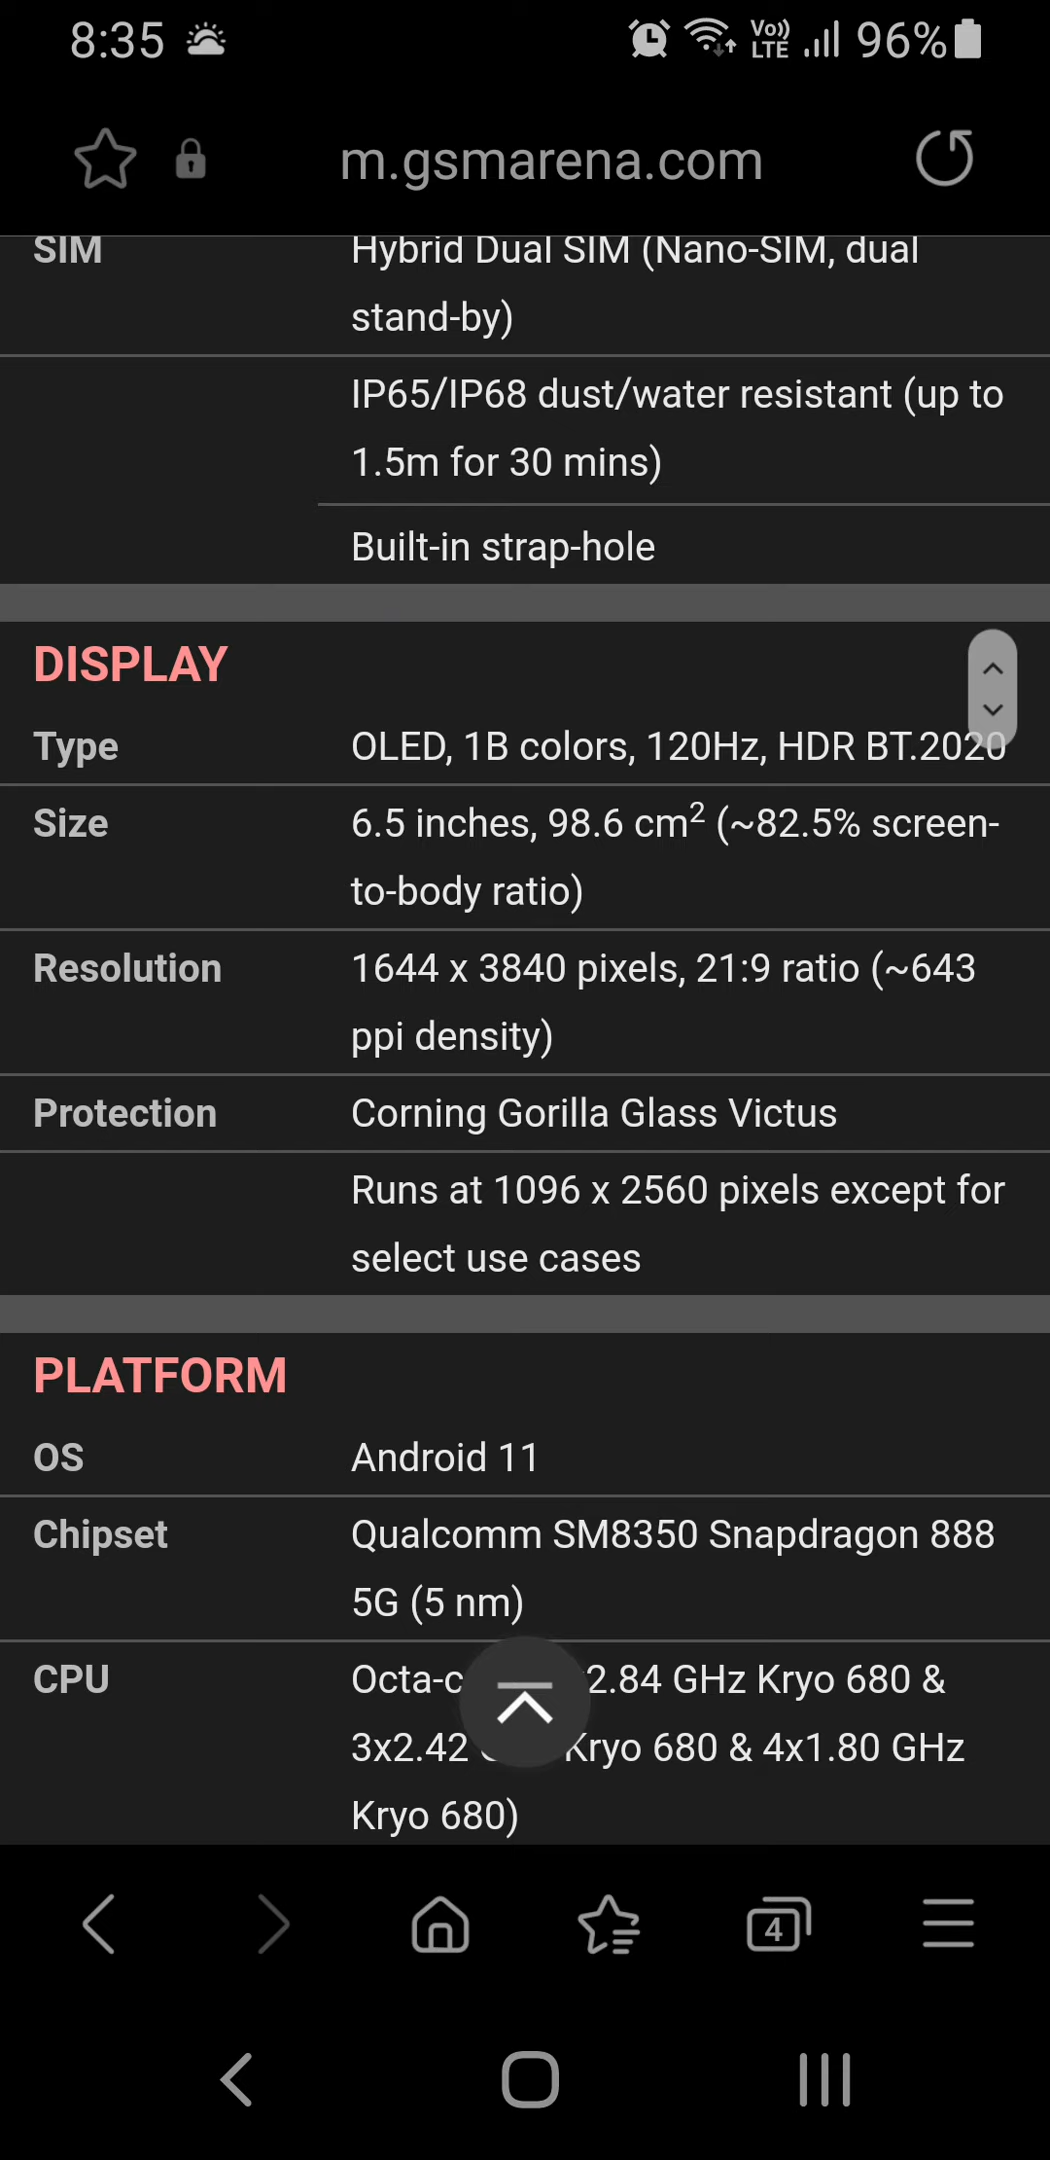 8:35 Vo)) LTE 96%
m.gsmarena.com
SIM Hybrid Dual SIM (Nano-SIM, dual
stand-by)
IP65/IP68 dust/water resistant (up to
1.5m for 30 mins)
Built-in strap-hole
DISPLAY
Type OLED, 1B colors, 120Hz, HDR BT.2020
Size 6.5 inches, 98.6 cm² (~82.5% screen-
to-body ratio)
Resolution 1644 x 3840 pixels, 21:9 ratio (~643
ppi density)
Protection Corning Gorilla Glass Victus
Runs at 1096 x 2560 pixels except for
select use cases
PLATFORM
OS Android 11
Chipset Qualcomm SM8350 Snapdragon 888
5G (5 nm)
CPU Octa-c 2.84 GHz Kryo 680 &
3x2.42 Kryo 680 & 4x1.80 GHz
Kryo 680)
4